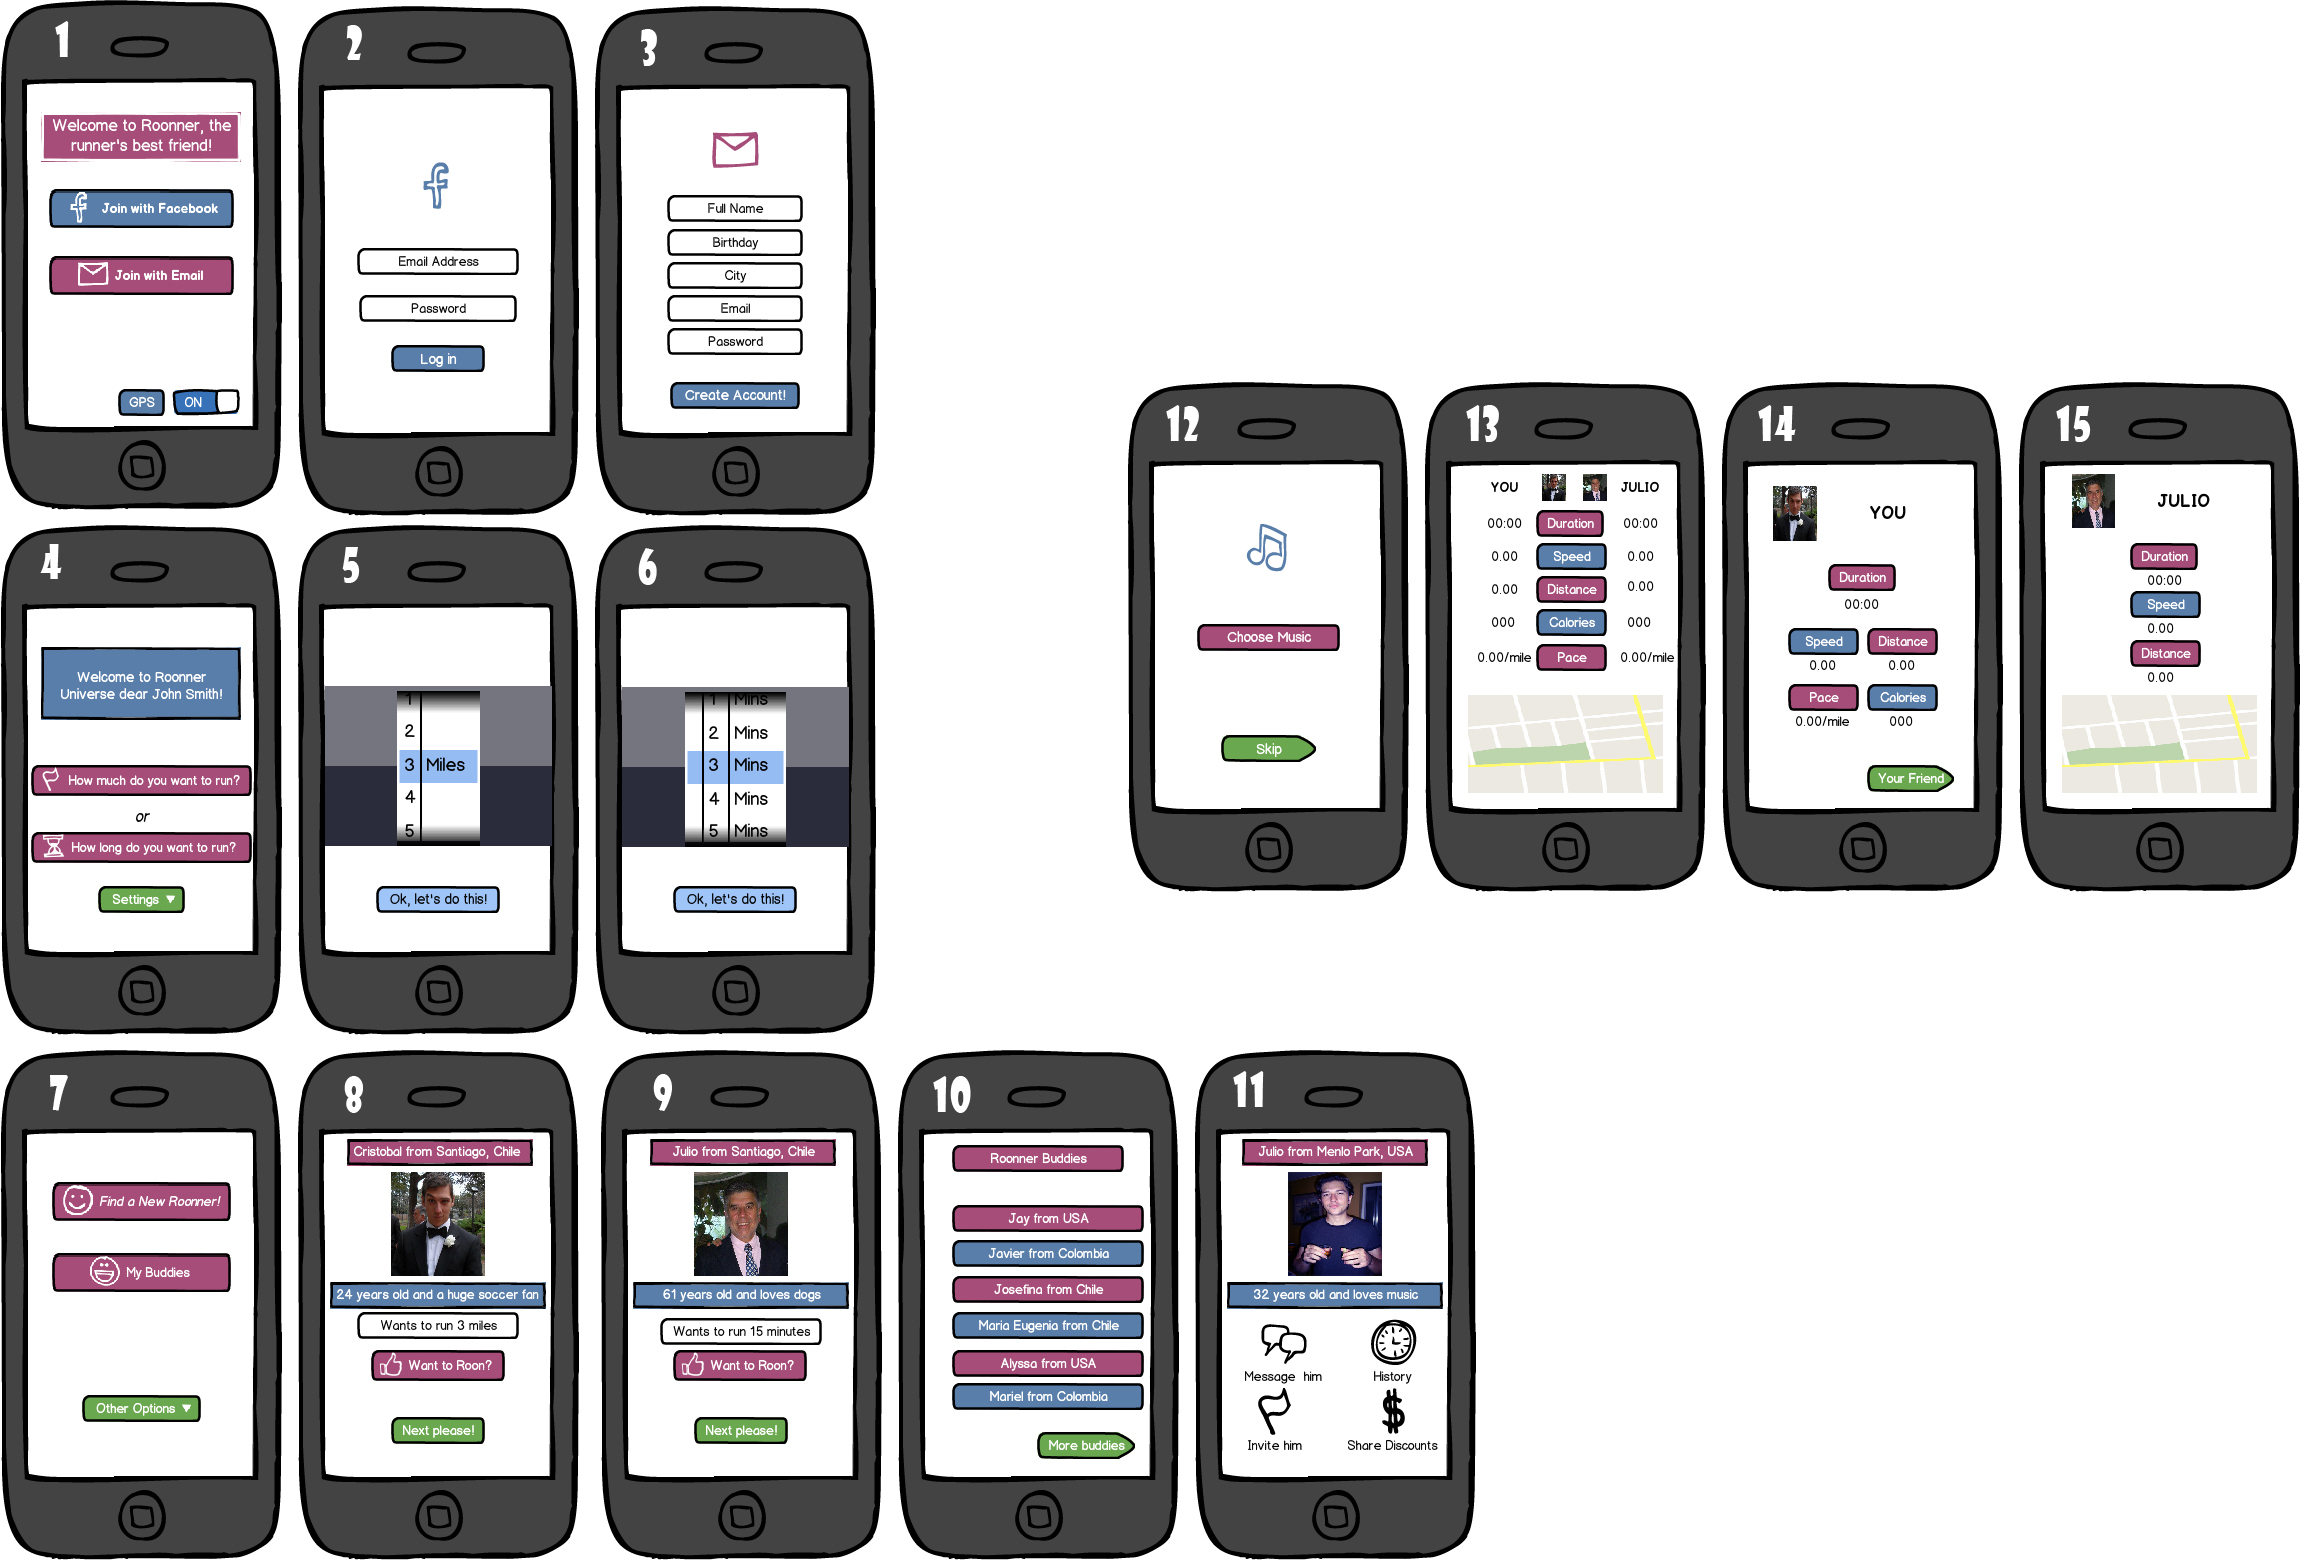 1
Welcome to Roonner, the
runner's best friend!
Join with Facebook
Join with Email
GPS
ON
2
Email Address
Password
Log in
3
Full Name
Birthday
City
Email
Password
Create Account!
4
Welcome to Roonner
Universe dear John Smith!
How much do you want to run?
or
How long do you want to run?
Settings
5
1
2
3 Miles
4
5
Ok, let's do this!
6
1 Mins
2 Mins
3 Mins
4 Mins
5 Mins
Ok, let's do this!
7
Find a New Roonner!
My Buddies
Other Options
8
Cristobal from Santiago, Chile
24 years old and a huge soccer fan
Wants to run 3 miles
Want to Roon?
Next please!
9
Julio from Santiago, Chile
61 years old and loves dogs
Wants to run 15 minutes
Want to Roon?
Next please!
10
Roonner Buddies
Jay from USA
Javier from Colombia
Josefina from Chile
Maria Eugenia from Chile
Alyssa from USA
Mariel from Colombia
More buddies
11
Julio from Menlo Park, USA
32 years old and loves music
Message him
History
Invite him
Share Discounts
12
Choose Music
Skip
13
YOU JULIO
00:00 Duration 00:00
0.00 Speed 0.00
0.00 Distance 0.00
000 Calories 000
0.00/mile Pace 0.00/mile
14
YOU
Duration
00:00
Speed Distance
0.00 0.00
Pace Calories
0.00/mile 000
Your Friend
15
JULIO
Duration
00:00
Speed
0.00
Distance
0.00